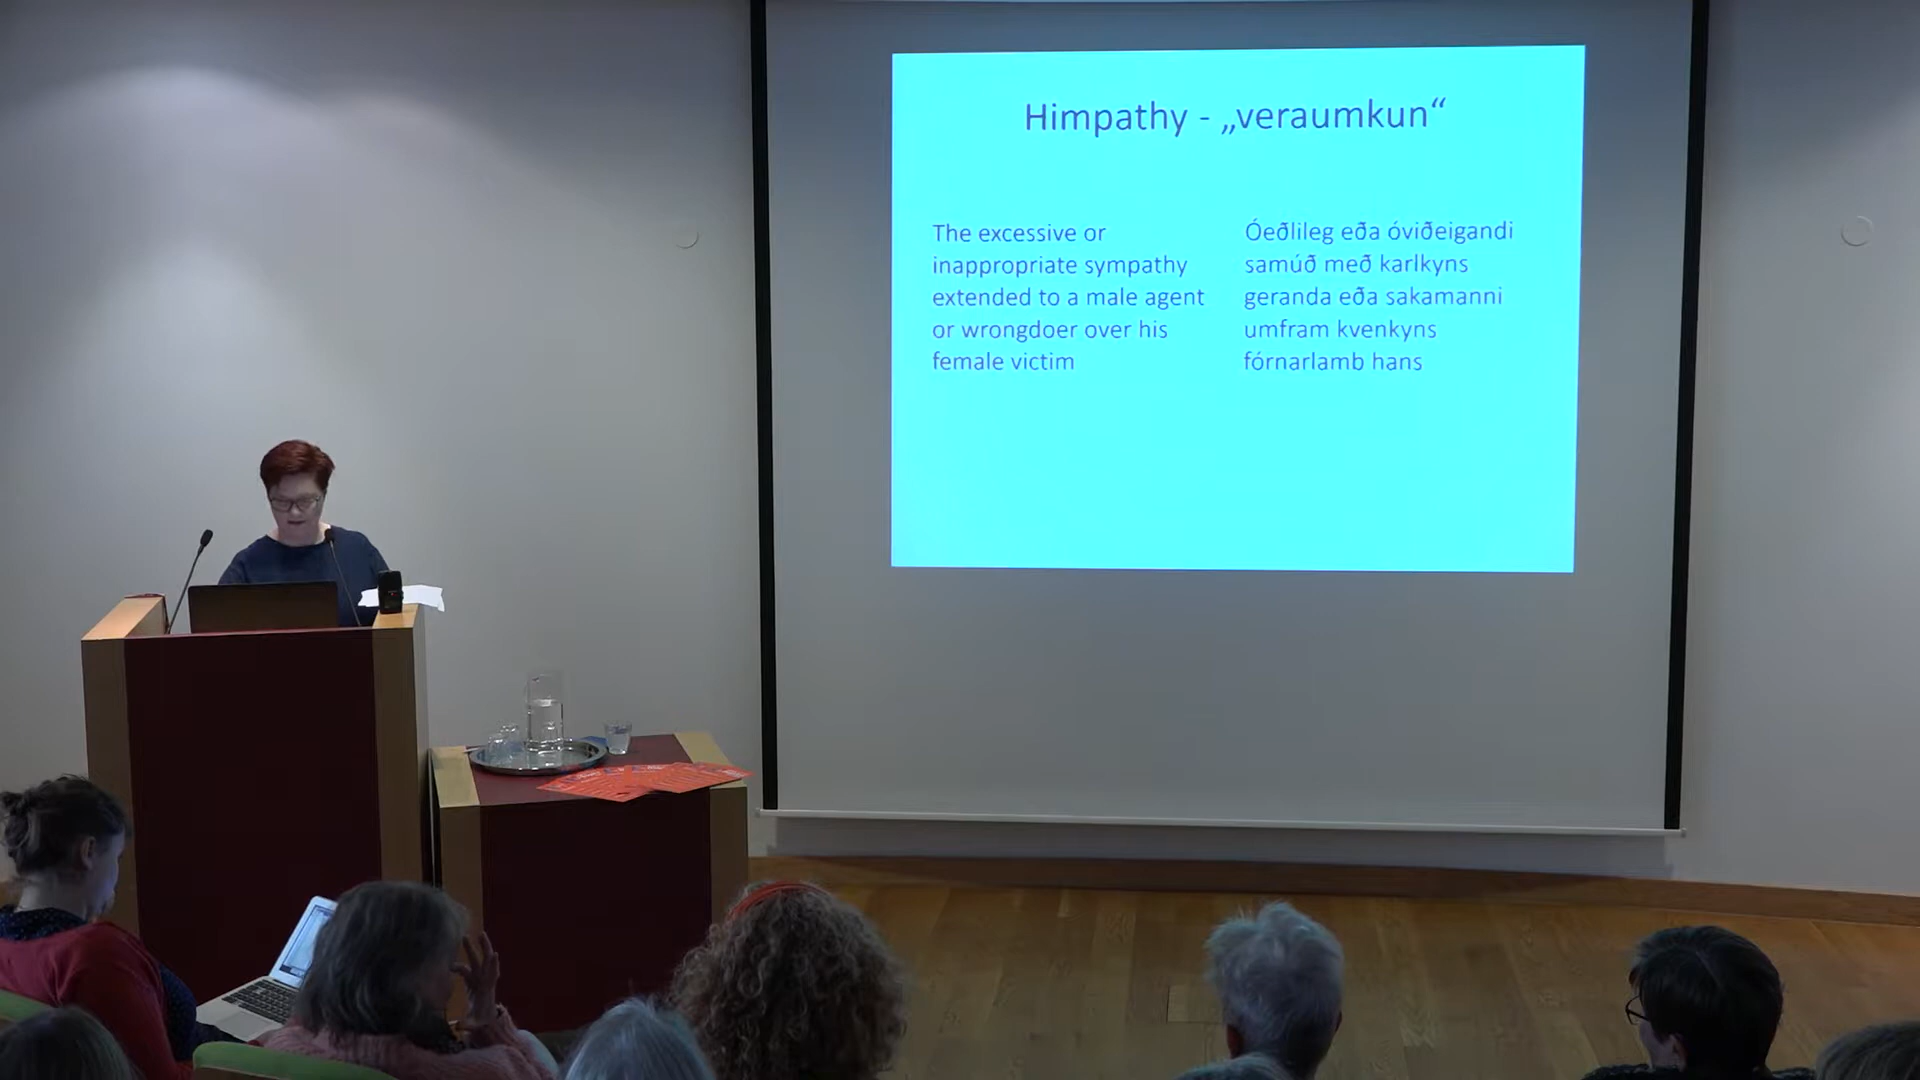 Himpathy - „veraumkun“
The excessive or
inappropriate sympathy
extended to a male agent
or wrongdoer over his
female victim
Óeðlileg eða óviðeigandi
samúð með karlkyns
geranda eða sakamanni
umfram kvenkyns
fórnarlamb hans